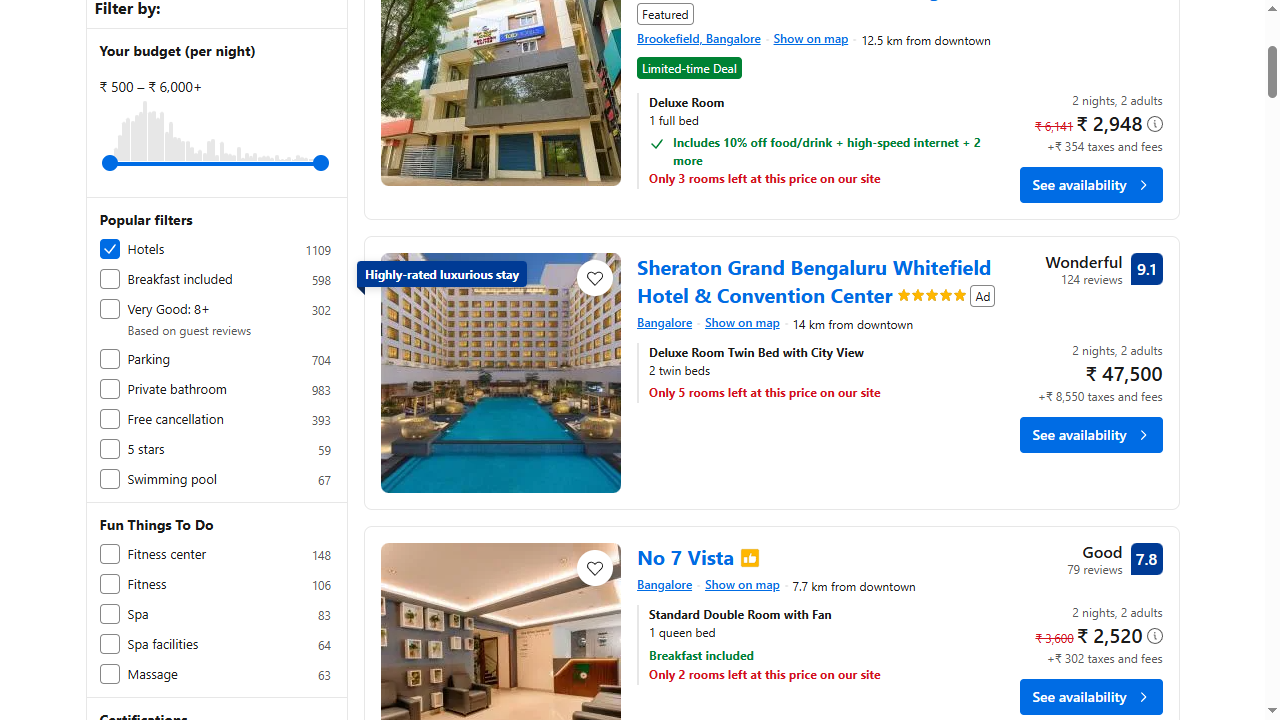 Filter by:
Your budget (per night)
₹ 500 – ₹ 6,000+
Popular filters
Hotels 1109
Breakfast included 598
Very Good: 8+ 302
Based on guest reviews
Parking 704
Private bathroom 983
Free cancellation 393
5 stars 59
Swimming pool 67
Fun Things To Do
Fitness center 148
Fitness 106
Spa 83
Spa facilities 64
Massage 63
Certifications
Featured
Brookefield, Bangalore Show on map 12.5 km from downtown
Limited-time Deal
Deluxe Room
1 full bed
Includes 10% off food/drink + high-speed internet + 2
more
Only 3 rooms left at this price on our site
2 nights, 2 adults
₹ 6,141 ₹ 2,948
+₹ 354 taxes and fees
See availability
Highly-rated luxurious stay
Sheraton Grand Bengaluru Whitefield
Hotel & Convention Center Ad
Bangalore Show on map 14 km from downtown
Deluxe Room Twin Bed with City View
2 twin beds
Only 5 rooms left at this price on our site
Wonderful 9.1
124 reviews
2 nights, 2 adults
₹ 47,500
+₹ 8,550 taxes and fees
See availability
No 7 Vista
Bangalore Show on map 7.7 km from downtown
Standard Double Room with Fan
1 queen bed
Breakfast included
Only 2 rooms left at this price on our site
Good 7.8
79 reviews
2 nights, 2 adults
₹ 3,600 ₹ 2,520
+₹ 302 taxes and fees
See availability